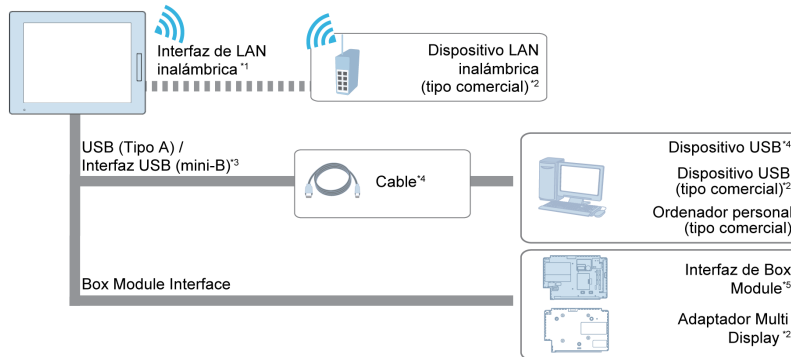 Interfaz de LAN
inalámbrica *1
Dispositivo LAN
inalámbrica
(tipo comercial) *2
USB (Tipo A) /
Interfaz USB (mini-B)*3
Cable*4
Dispositivo USB*4
Dispositivo USB
(tipo comercial)*2
Ordenador personal
(tipo comercial)
Box Module Interface
Interfaz de Box
Module*5
Adaptador Multi
Display *2